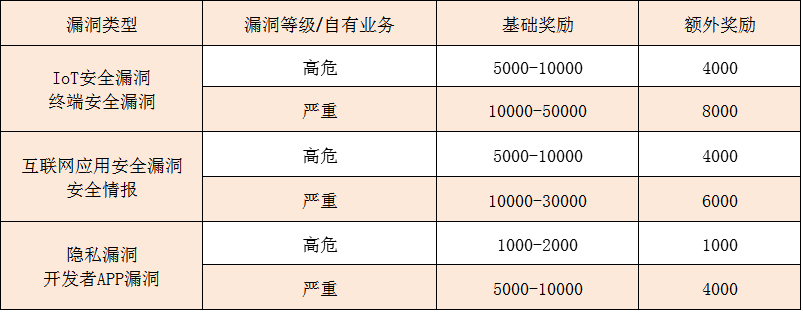 漏洞类型 漏洞等级/自有业务 基础奖励 额外奖励
IoT安全漏洞
终端安全漏洞
高危 5000-10000 4000
严重 10000-50000 8000
互联网应用安全漏洞
安全情报
高危 5000-10000 4000
严重 10000-30000 6000
隐私漏洞
开发者APP漏洞
高危 1000-2000 1000
严重 5000-10000 4000